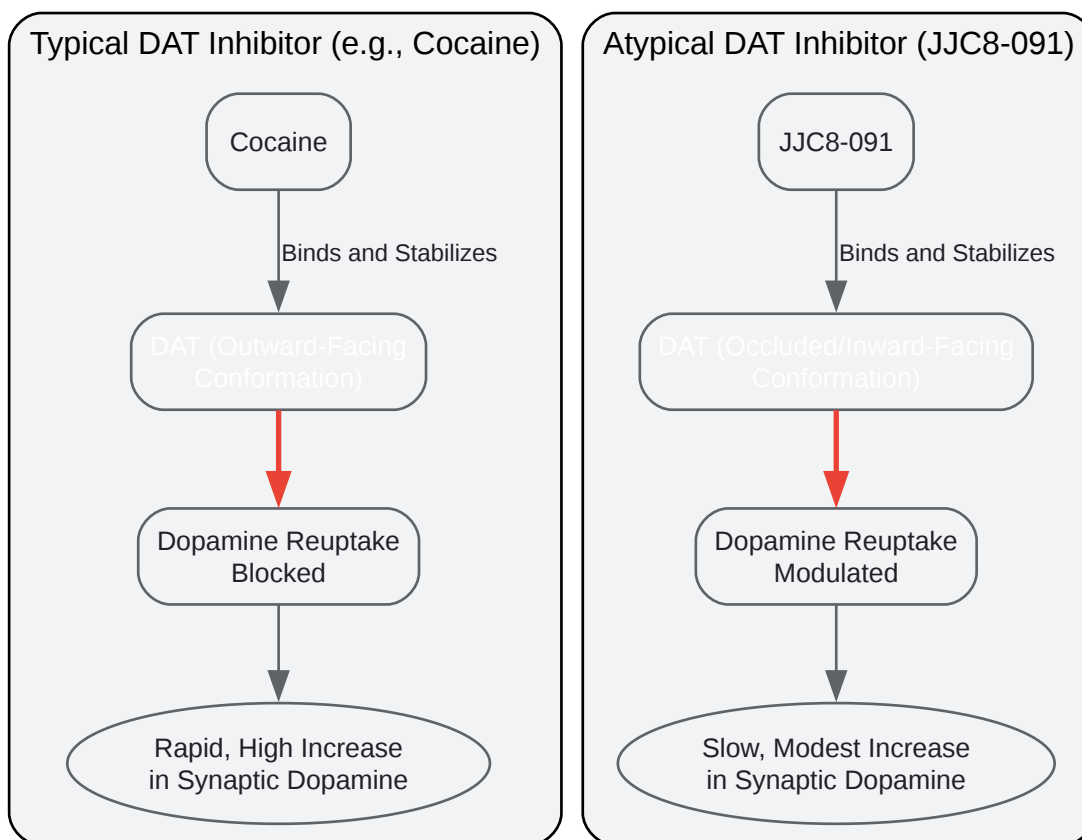 Typical DAT Inhibitor (e.g., Cocaine)
Cocaine
Binds and Stabilizes
DAT (Outward-Facing
Conformation)
Dopamine Reuptake
Blocked
Rapid, High Increase
in Synaptic Dopamine
Atypical DAT Inhibitor (JJC8-091)
JJC8-091
Binds and Stabilizes
DAT (Occluded/Inward-Facing
Conformation)
Dopamine Reuptake
Modulated
Slow, Modest Increase
in Synaptic Dopamine